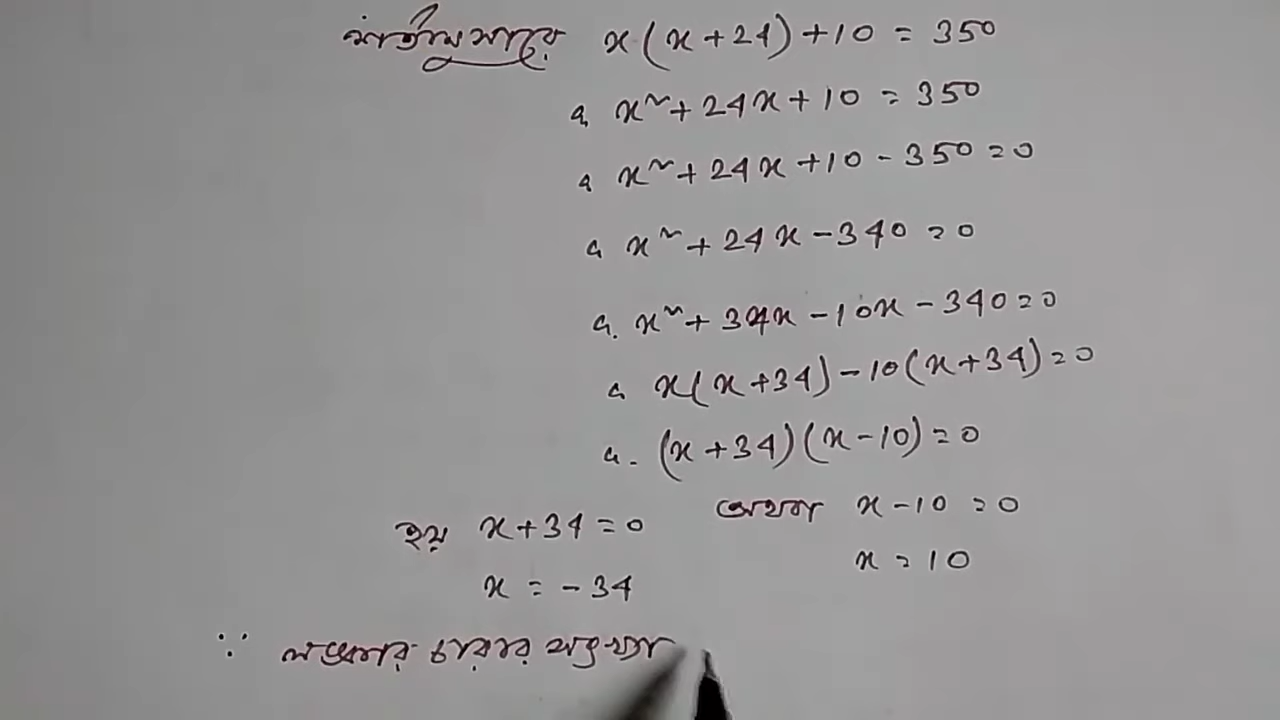 শর্তানুসারে x(x+24)+10 = 350
বা x²+24x+10 = 350
বা x²+24x+10-350=0
বা x²+24x-340=0
বা. x²+34x-10x-340=0
বা x(x+34)-10(x+34)=0
বা. (x+34)(x-10)=0
হয় x+34=0 অথবা x-10=0
x = -34 x = 10
∵